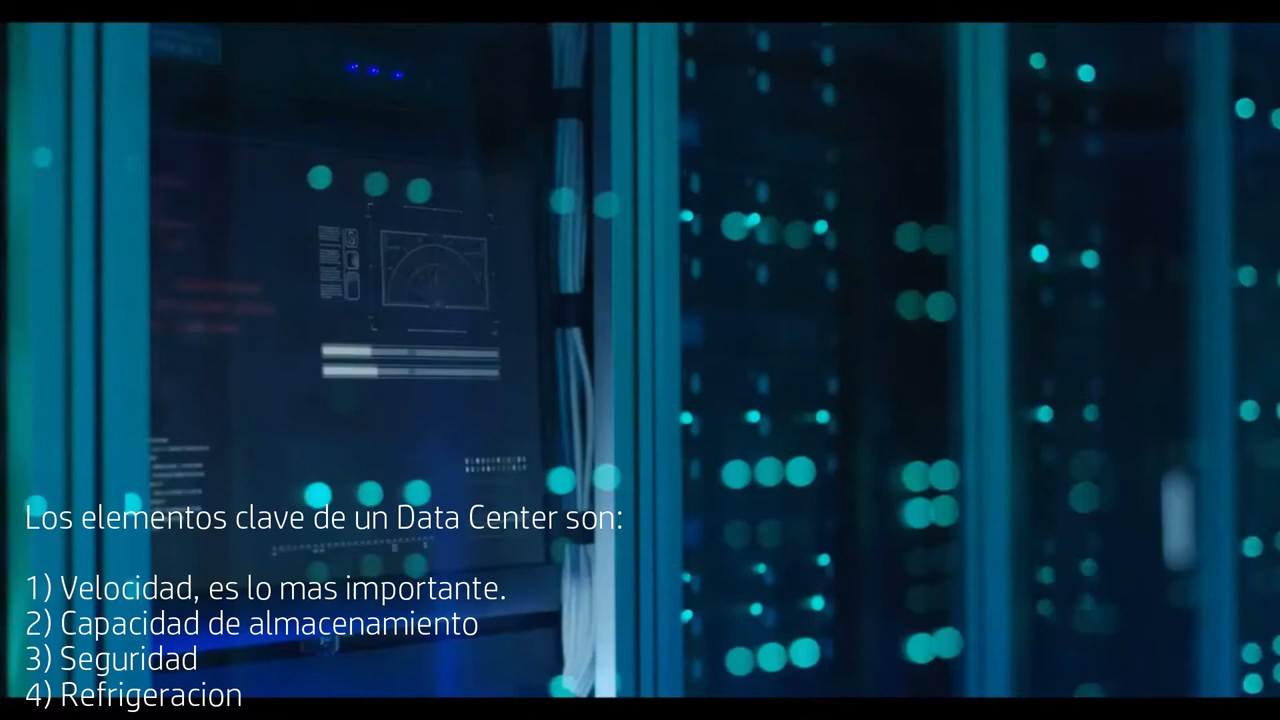 Los elementos clave de un Data Center son:
1) Velocidad, es lo mas importante.
2) Capacidad de almacenamiento
3) Seguridad
4) Refrigeracion